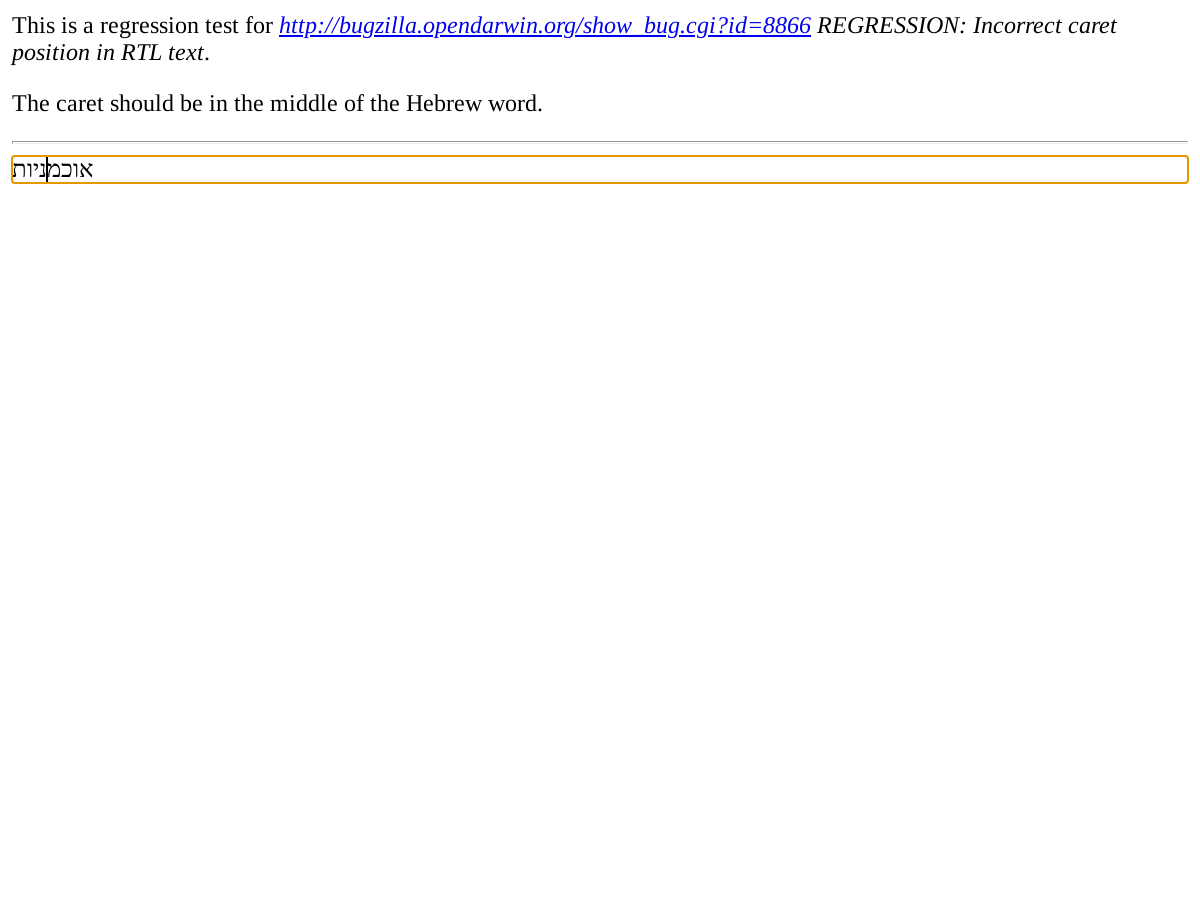 This is a regression test for http://bugzilla.opendarwin.org/show_bug.cgi?id=8866 REGRESSION: Incorrect caret
position in RTL text.
The caret should be in the middle of the Hebrew word.
אוכמניות